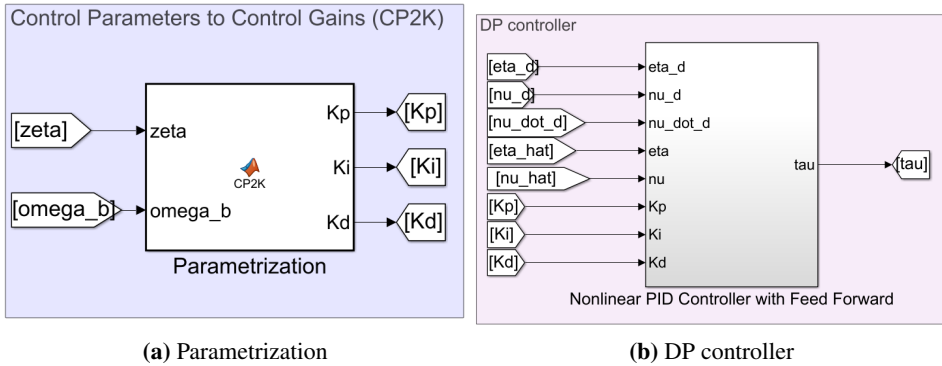 Control Parameters to Control Gains (CP2K)
[zeta]
[omega_b]
zeta
omega_b
CP2K
Kp
Ki
Kd
[Kp]
[Ki]
[Kd]
Parametrization
(a) Parametrization
DP controller
[eta_d]
[nu_d]
[nu_dot_d]
[eta_hat]
[nu_hat]
[Kp]
[Ki]
[Kd]
eta_d
nu_d
nu_dot_d
eta
nu
Kp
Ki
Kd
tau
[tau]
Nonlinear PID Controller with Feed Forward
(b) DP controller